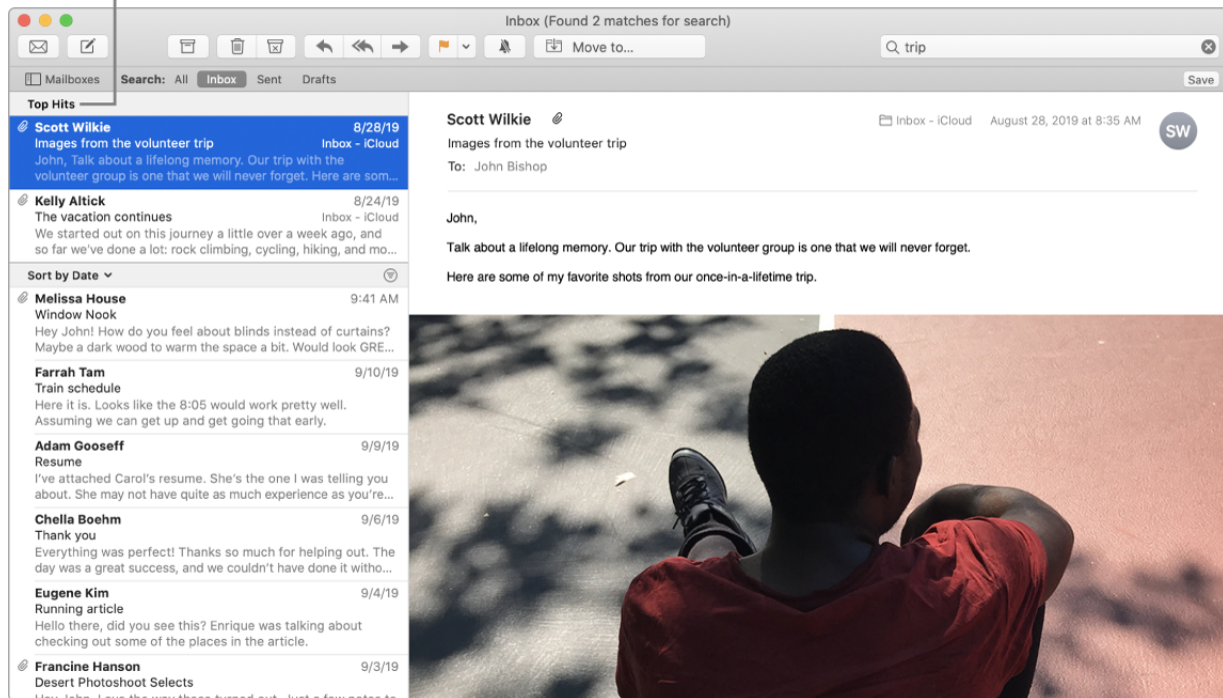 Inbox (Found 2 matches for search)
Move to...
trip
Mailboxes Search: All Inbox Sent Drafts Save
Top Hits
Scott Wilkie 8/28/19
Images from the volunteer trip Inbox - iCloud
John, Talk about a lifelong memory. Our trip with the
volunteer group is one that we will never forget. Here are som...
Kelly Altick 8/24/19
The vacation continues Inbox - iCloud
We started out on this journey a little over a week ago, and
so far we've done a lot: rock climbing, cycling, hiking, and mo...
Sort by Date
Melissa House 9:41 AM
Window Nook
Hey John! How do you feel about blinds instead of curtains?
Maybe a dark wood to warm the space a bit. Would look GRE...
Farrah Tam 9/10/19
Train schedule
Here it is. Looks like the 8:05 would work pretty well.
Assuming we can get up and get going that early.
Adam Gooseff 9/9/19
Resume
I've attached Carol's resume. She's the one I was telling you
about. She may not have quite as much experience as you're...
Chella Boehm 9/6/19
Thank you
Everything was perfect! Thanks so much for helping out. The
day was a great success, and we couldn't have done it witho...
Eugene Kim 9/4/19
Running article
Hello there, did you see this? Enrique was talking about
checking out some of the places in the article.
Francine Hanson 9/3/19
Desert Photoshoot Selects
Scott Wilkie Inbox - iCloud August 28, 2019 at 8:35 AM
SW
Images from the volunteer trip
To: John Bishop
John,
Talk about a lifelong memory. Our trip with the volunteer group is one that we will never forget.
Here are some of my favorite shots from our once-in-a-lifetime trip.